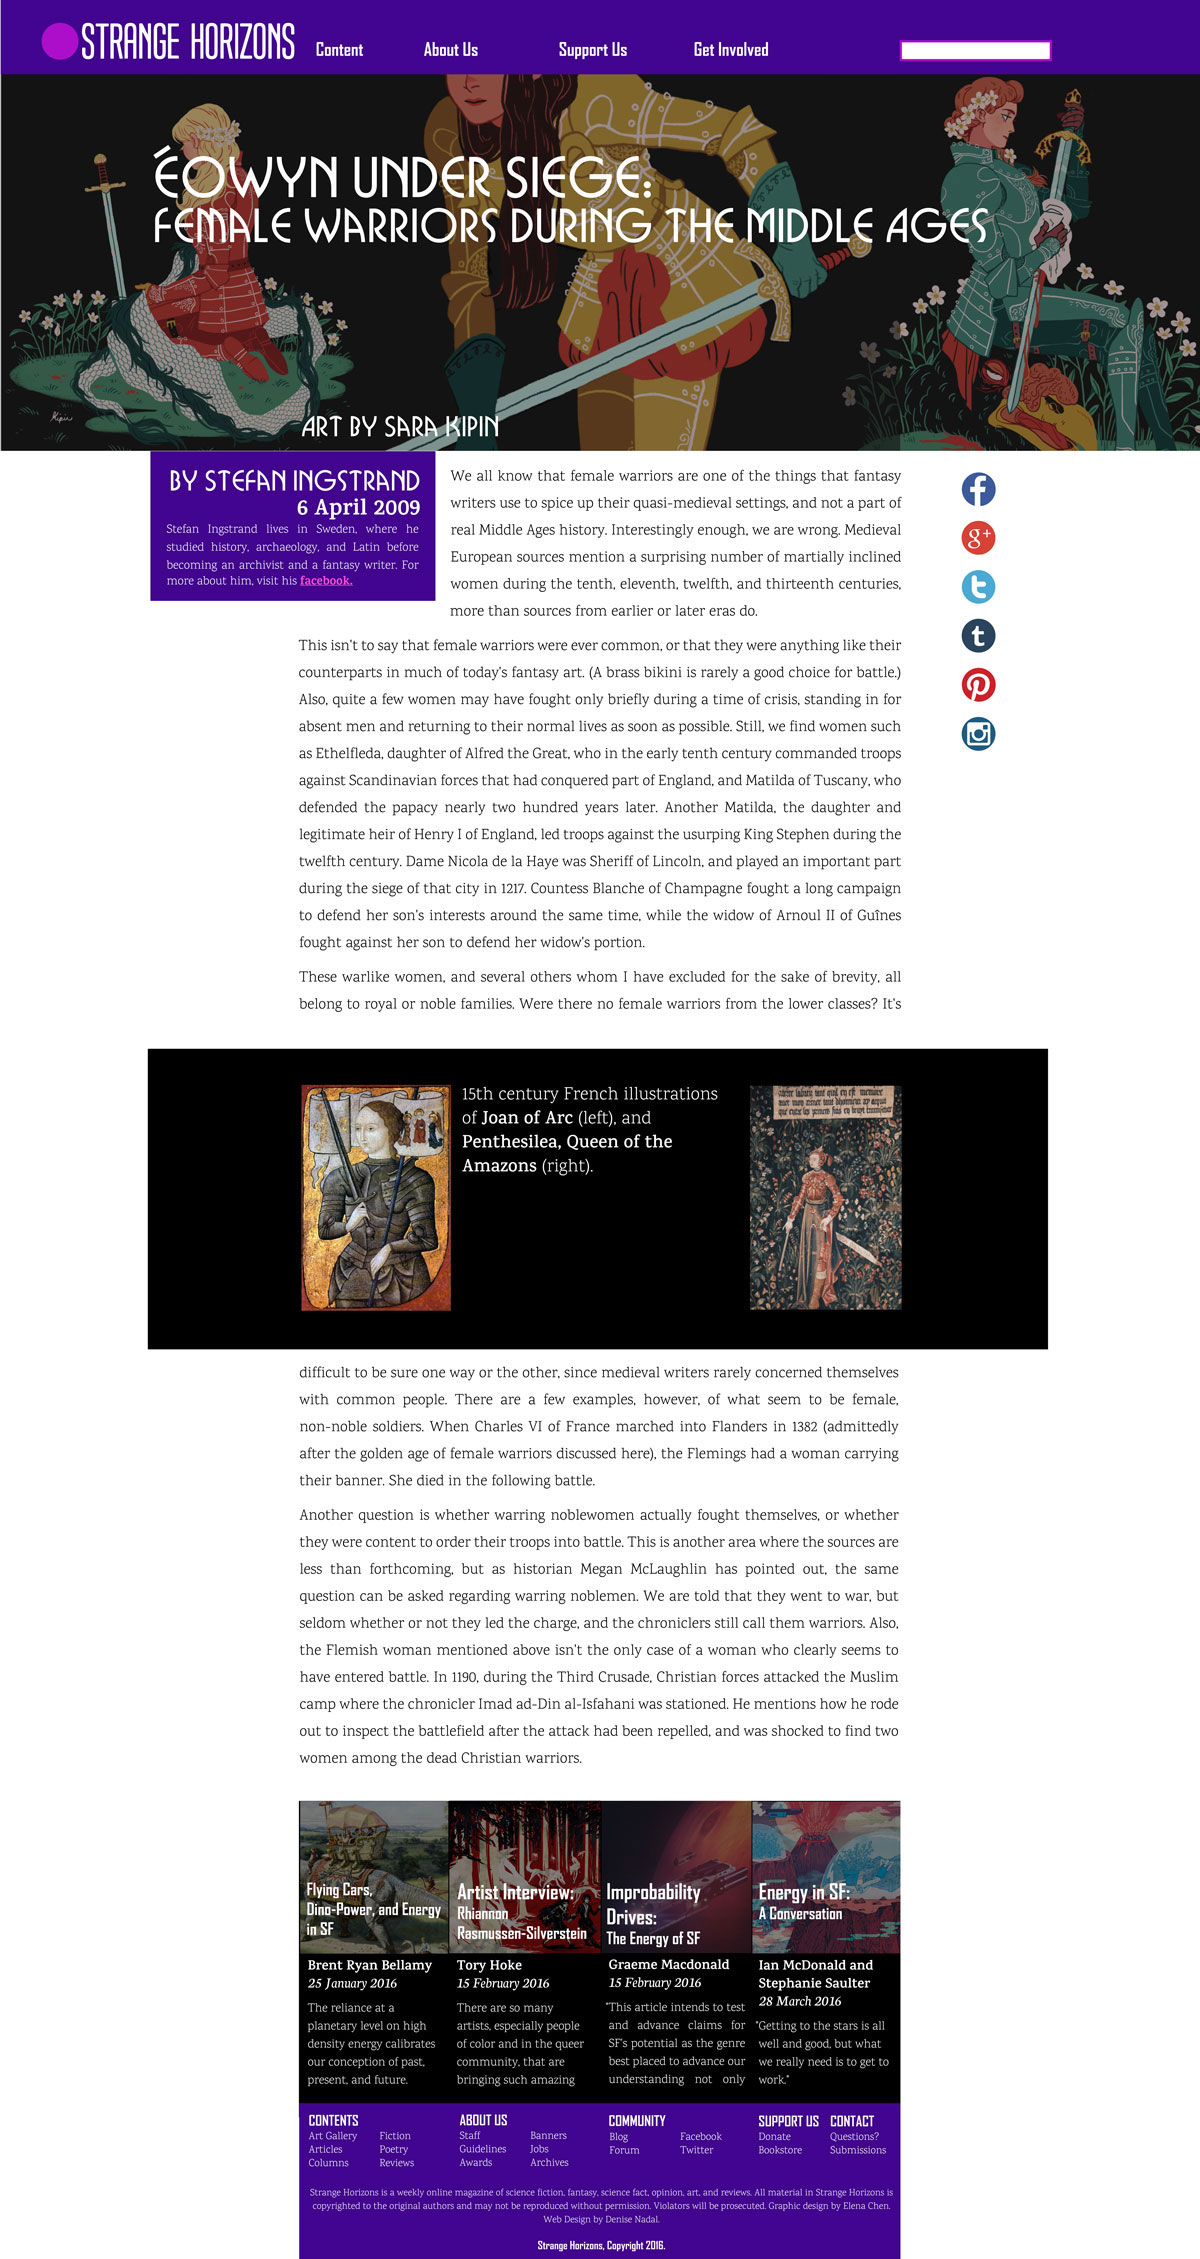 STRANGE HORIZONS
Content
About Us
Support Us
Get Involved
ÉOWYN UNDER SIEGE:
FEMALE WARRIORS DURING THE MIDDLE AGES
Kipin
ART BY SARA KIPIN
BY STEFAN INGSTRAND
6 April 2009
Stefan Ingstrand lives in Sweden, where he
studied history, archaeology, and Latin before
becoming an archivist and a fantasy writer. For
more about him, visit his facebook.
We all know that female warriors are one of the things that fantasy
writers use to spice up their quasi-medieval settings, and not a part of
real Middle Ages history. Interestingly enough, we are wrong. Medieval
European sources mention a surprising number of martially inclined
women during the tenth, eleventh, twelfth, and thirteenth centuries,
more than sources from earlier or later eras do.
This isn't to say that female warriors were ever common, or that they were anything like their
counterparts in much of today's fantasy art. (A brass bikini is rarely a good choice for battle.)
Also, quite a few women may have fought only briefly during a time of crisis, standing in for
absent men and returning to their normal lives as soon as possible. Still, we find women such
as Ethelfleda, daughter of Alfred the Great, who in the early tenth century commanded troops
against Scandinavian forces that had conquered part of England, and Matilda of Tuscany, who
defended the papacy nearly two hundred years later. Another Matilda, the daughter and
legitimate heir of Henry I of England, led troops against the usurping King Stephen during the
twelfth century. Dame Nicola de la Haye was Sheriff of Lincoln, and played an important part
during the siege of that city in 1217. Countess Blanche of Champagne fought a long campaign
to defend her son's interests around the same time, while the widow of Arnoul II of Guînes
fought against her son to defend her widow's portion.
These warlike women, and several others whom I have excluded for the sake of brevity, all
belong to royal or noble families. Were there no female warriors from the lower classes? It's
15th century French illustrations
of Joan of Arc (left), and
Penthesilea, Queen of the
Amazons (right).
difficult to be sure one way or the other, since medieval writers rarely concerned themselves
with common people. There are a few examples, however, of what seem to be female,
non-noble soldiers. When Charles VI of France marched into Flanders in 1382 (admittedly
after the golden age of female warriors discussed here), the Flemings had a woman carrying
their banner. She died in the following battle.
Another question is whether warring noblewomen actually fought themselves, or whether
they were content to order their troops into battle. This is another area where the sources are
less than forthcoming, but as historian Megan McLaughlin has pointed out, the same
question can be asked regarding warring noblemen. We are told that they went to war, but
seldom whether or not they led the charge, and the chroniclers still call them warriors. Also,
the Flemish woman mentioned above isn't the only case of a woman who clearly seems to
have entered battle. In 1190, during the Third Crusade, Christian forces attacked the Muslim
camp where the chronicler Imad ad-Din al-Isfahani was stationed. He mentions how he rode
out to inspect the battlefield after the attack had been repelled, and was shocked to find two
women among the dead Christian warriors.
Flying Cars,
Dino-Power, and Energy
in SF
Brent Ryan Bellamy
25 January 2016
The reliance at a
planetary level on high
density energy calibrates
our conception of past,
present, and future.
Artist Interview:
Rhiannon
Rasmussen-Silverstein
Tory Hoke
15 February 2016
There are so many
artists, especially people
of color and in the queer
community, that are
bringing such amazing
Improbability
Drives:
The Energy of SF
Graeme Macdonald
15 February 2016
"This article intends to test
and advance claims for
SF's potential as the genre
best placed to advance our
understanding not only
Energy in SF:
A Conversation
Ian McDonald and
Stephanie Saulter
28 March 2016
"Getting to the stars is all
well and good, but what
we really need is to get to
work."
CONTENTS
Art Gallery
Articles
Columns
Fiction
Poetry
Reviews
ABOUT US
Staff
Guidelines
Awards
Banners
Jobs
Archives
COMMUNITY
Blog
Forum
Facebook
Twitter
SUPPORT US
Donate
Bookstore
CONTACT
Questions?
Submissions
Strange Horizons is a weekly online magazine of science fiction, fantasy, science fact, opinion, art, and reviews. All material in Strange Horizons is
copyrighted to the original authors and may not be reproduced without permission. Violators will be prosecuted. Graphic design by Elena Chen.
Web Design by Denise Nadal.
Strange Horizons, Copyright 2016.